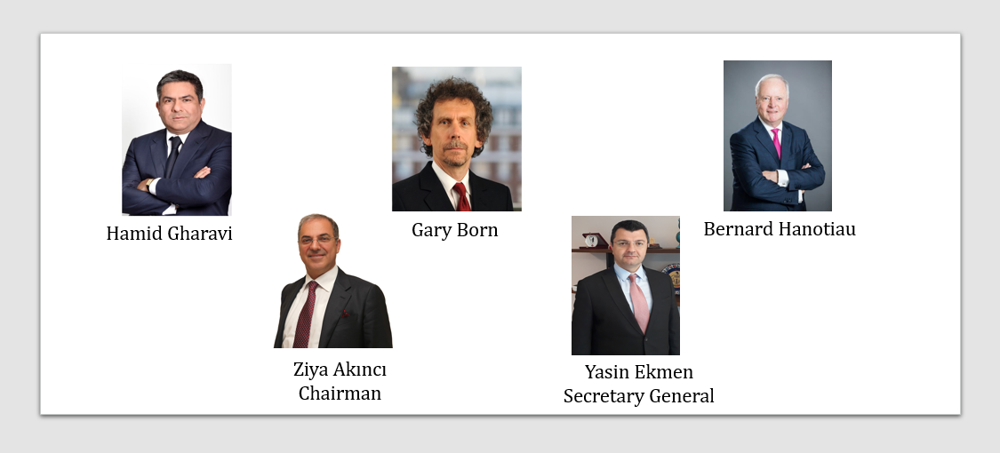 Hamid Gharavi
Gary Born
Bernard Hanotiau
Ziya Akıncı
Chairman
Yasin Ekmen
Secretary General